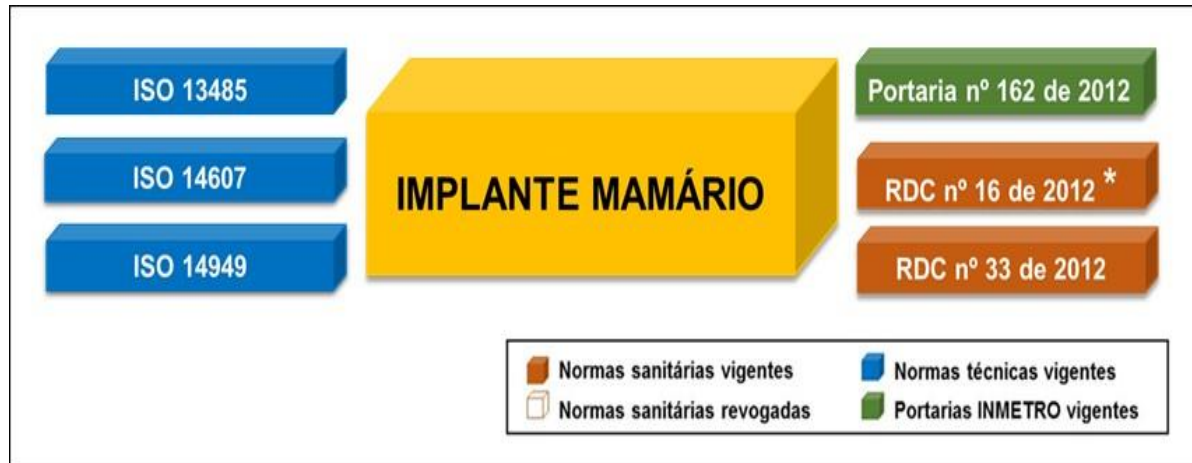 ISO 13485
ISO 14607
ISO 14949
IMPLANTE MAMÁRIO
Portaria nº 162 de 2012
RDC nº 16 de 2012 *
RDC nº 33 de 2012
Normas sanitárias vigentes
Normas técnicas vigentes
Normas sanitárias revogadas
Portarias INMETRO vigentes